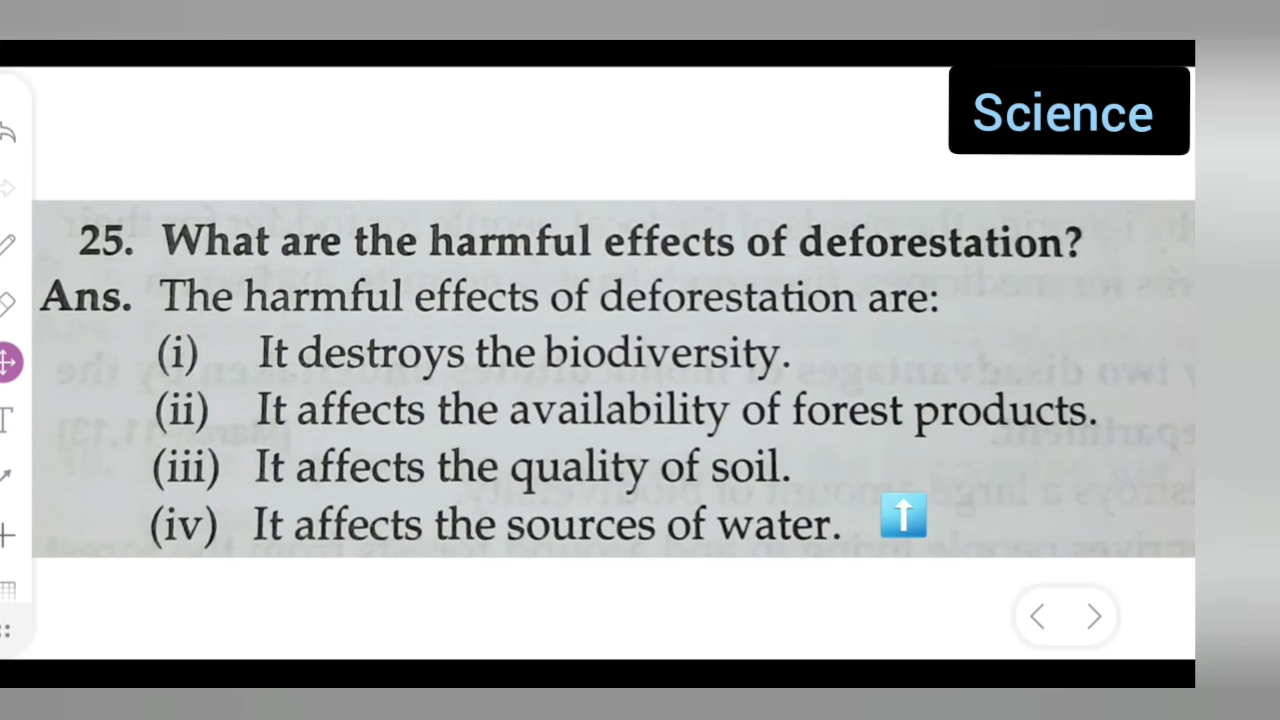 Science
25. What are the harmful effects of deforestation?
Ans. The harmful effects of deforestation are:
(i) It destroys the biodiversity.
(ii) It affects the availability of forest products.
(iii) It affects the quality of soil.
(iv) It affects the sources of water.